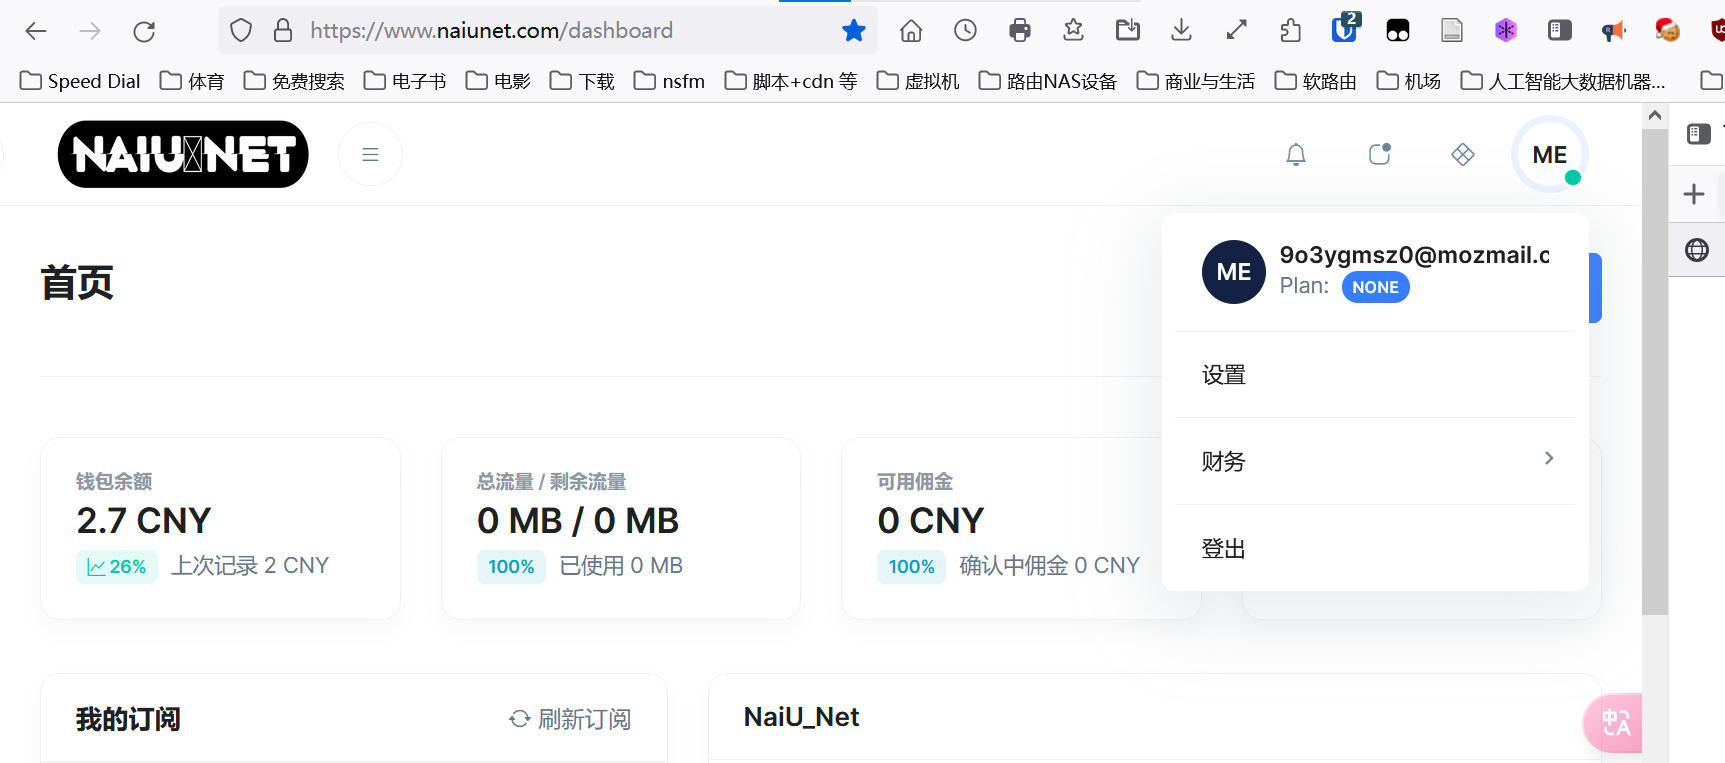 https://www.naiunet.com/dashboard
2
Speed Dial 体育 免费搜索 电子书 电影 下载 nsfm 脚本+cdn 等 虚拟机 路由NAS设备 商业与生活 软路由 机场 人工智能大数据机器...
NAIU NET
ME
首页
ME
9o3ygmsz0@mozmail.c
Plan: NONE
设置
财务
登出
钱包余额
2.7 CNY
26% 上次记录 2 CNY
总流量 / 剩余流量
0 MB / 0 MB
100% 已使用 0 MB
可用佣金
0 CNY
100% 确认中佣金 0 CNY
我的订阅
刷新订阅
NaiU_Net
中A